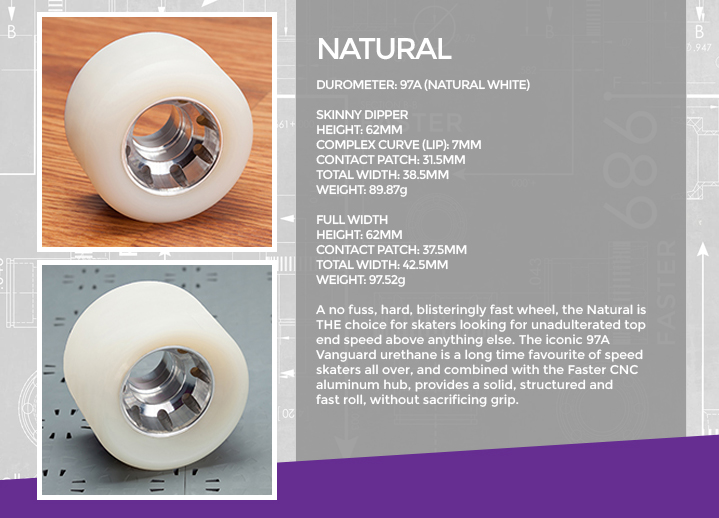 NATURAL
DUROMETER: 97A (NATURAL WHITE)
SKINNY DIPPER
HEIGHT: 62MM
COMPLEX CURVE (LIP): 7MM
CONTACT PATCH: 31.5MM
TOTAL WIDTH: 38.5MM
WEIGHT: 89.87g
FULL WIDTH
HEIGHT: 62MM
CONTACT PATCH: 37.5MM
TOTAL WIDTH: 42.5MM
WEIGHT: 97.52g
A no fuss, hard, blisteringly fast wheel, the Natural is
THE choice for skaters looking for unadulterated top
end speed above anything else. The iconic 97A
Vanguard urethane is a long time favourite of speed
skaters all over, and combined with the Faster CNC
aluminum hub, provides a solid, structured and
fast roll, without sacrificing grip.
B
B
FASTER